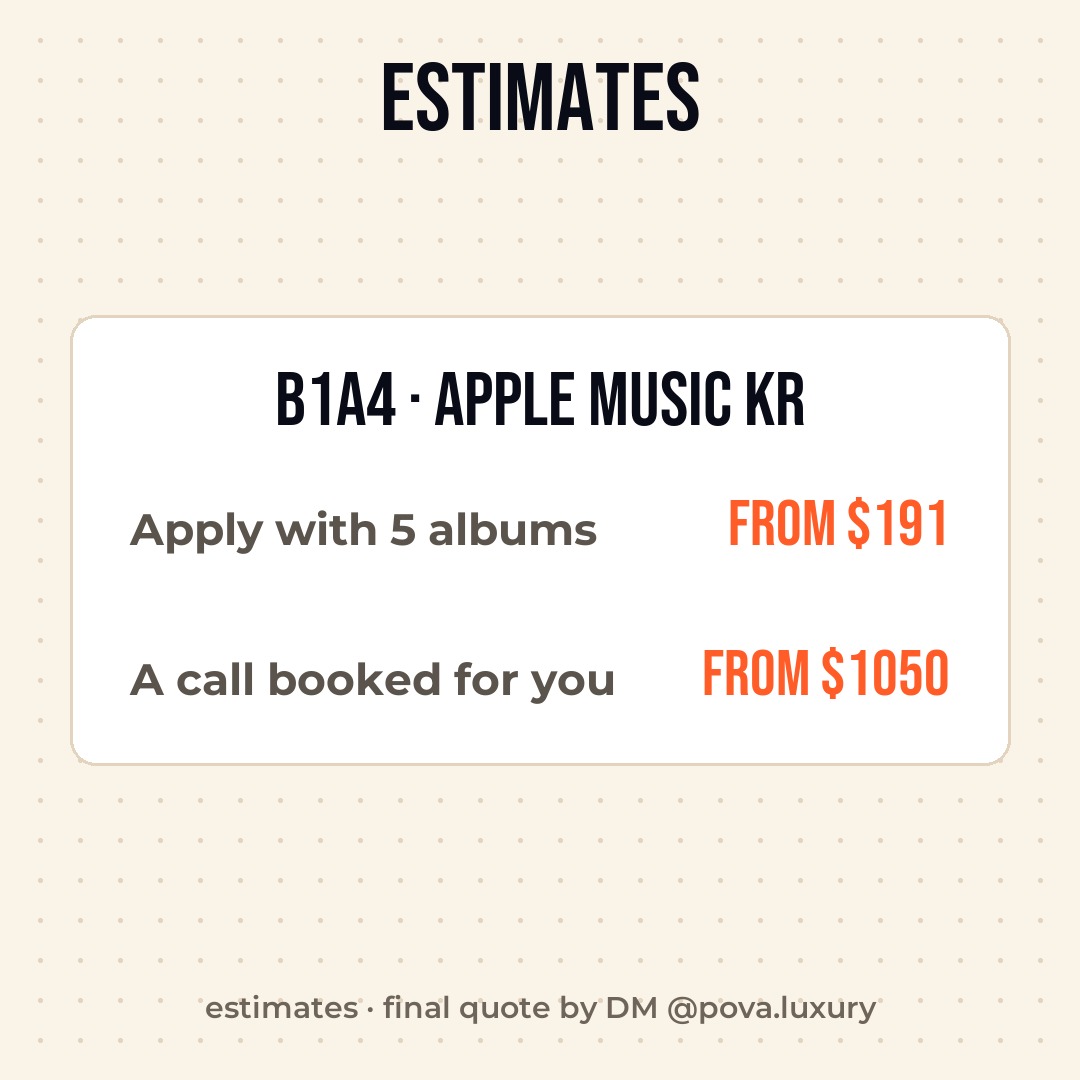 ESTIMATES
B1A4 · APPLE MUSIC KR
Apply with 5 albums FROM $191
A call booked for you FROM $1050
estimates · final quote by DM @pova.luxury